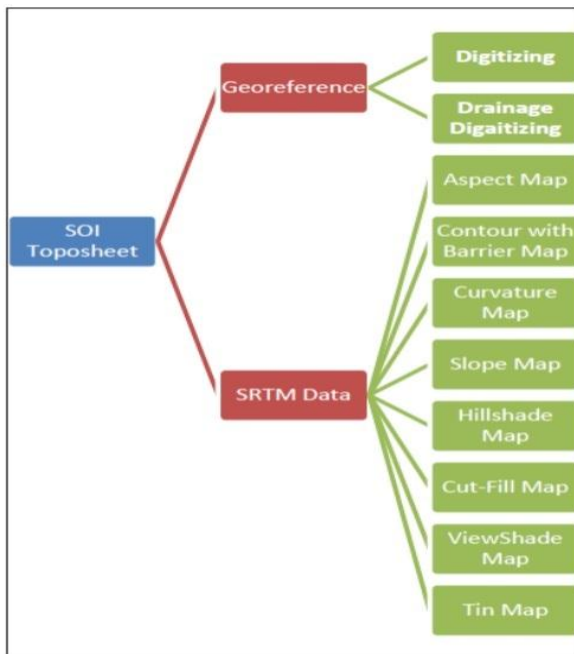 SOI
Toposheet
Georeference
Digitizing
Drainage
Digaitizing
SRTM Data
Aspect Map
Contour with
Barrier Map
Curvature
Map
Slope Map
Hillshade
Map
Cut-Fill Map
ViewShade
Map
Tin Map